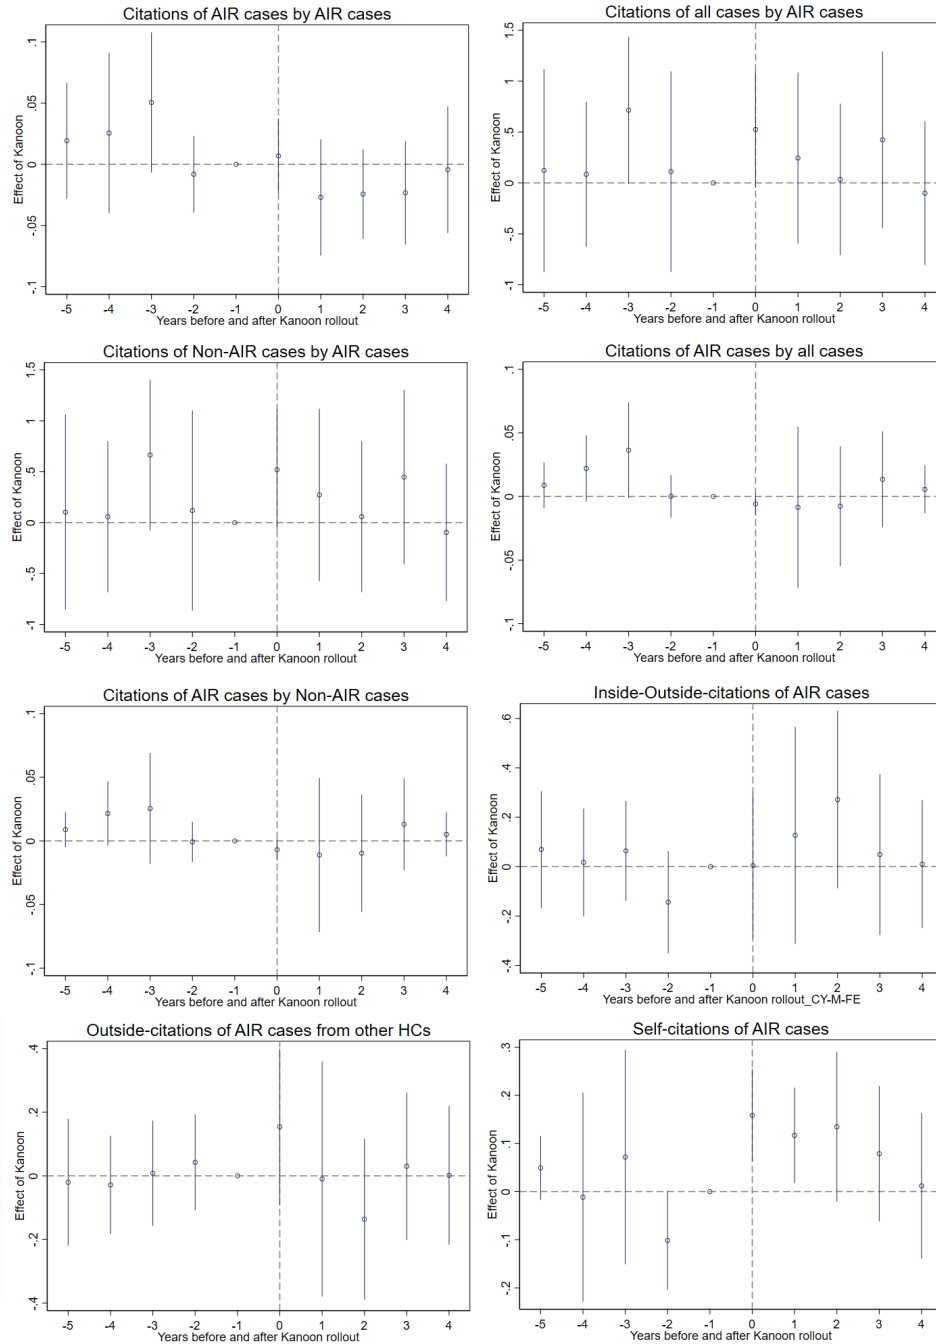 Citations of AIR cases by AIR cases
Effect of Kanoon
.1
.05
0
-.05
-.1
-5 -4 -3 -2 -1 0 1 2 3 4
Years before and after Kanoon rollout
Citations of all cases by AIR cases
Effect of Kanoon
1.5
1
.5
0
-.5
-1
-5 -4 -3 -2 -1 0 1 2 3 4
Years before and after Kanoon rollout
Citations of Non-AIR cases by AIR cases
Effect of Kanoon
1.5
1
.5
0
-.5
-1
-5 -4 -3 -2 -1 0 1 2 3 4
Years before and after Kanoon rollout
Citations of AIR cases by all cases
Effect of Kanoon
.1
.05
0
-.05
-.1
-5 -4 -3 -2 -1 0 1 2 3 4
Years before and after Kanoon rollout
Citations of AIR cases by Non-AIR cases
Effect of Kanoon
.1
.05
0
-.05
-.1
-5 -4 -3 -2 -1 0 1 2 3 4
Years before and after Kanoon rollout
Inside-Outside-citations of AIR cases
Effect of Kanoon
.6
.4
.2
0
-.2
-.4
-5 -4 -3 -2 -1 0 1 2 3 4
Years before and after Kanoon rollout_CY-M-FE
Outside-citations of AIR cases from other HCs
Effect of Kanoon
.4
.2
0
-.2
-.4
-5 -4 -3 -2 -1 0 1 2 3 4
Years before and after Kanoon rollout
Self-citations of AIR cases
Effect of Kanoon
.3
.2
.1
0
-.1
-.2
-5 -4 -3 -2 -1 0 1 2 3 4
Years before and after Kanoon rollout